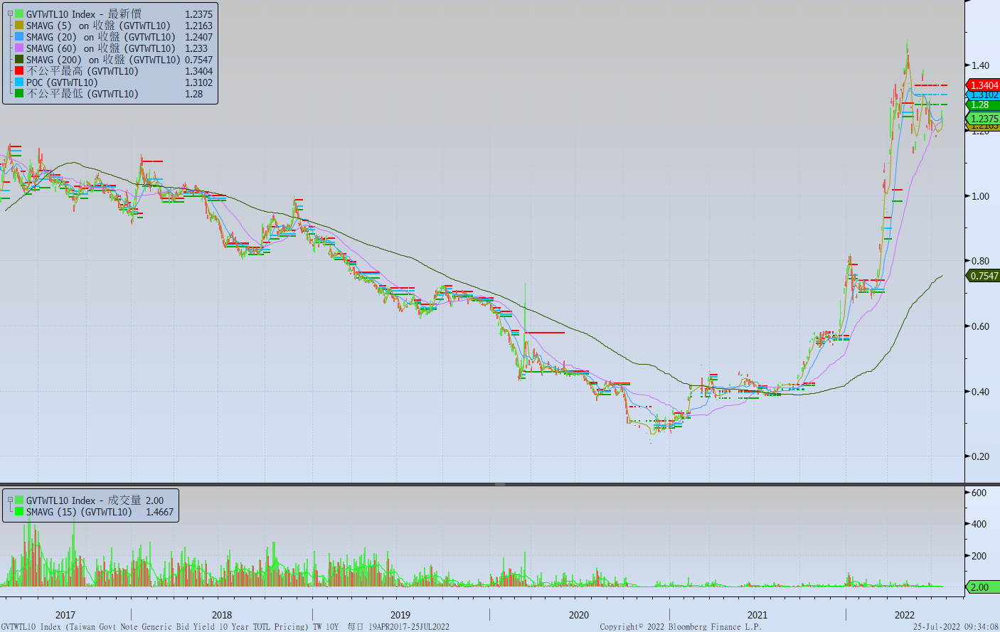 GVTWTL10 Index - 最新價 1.2375
SMAVG (5) on 收盤 (GVTWTL10) 1.2163
SMAVG (20) on 收盤 (GVTWTL10) 1.2407
SMAVG (60) on 收盤 (GVTWTL10) 1.233
SMAVG (200) on 收盤 (GVTWTL10) 0.7547
不公平最高 (GVTWTL10) 1.3404
POC (GVTWTL10) 1.3102
不公平最低 (GVTWTL10) 1.28
1.40
1.3404
1.3102
1.28
1.2375
1.2163
1.20
1.00
0.80
0.7547
0.60
0.40
0.20
GVTWTL10 Index - 成交量 2.00
SMAVG (15) (GVTWTL10) 1.4667
600
400
200
2.00
2017 2018 2019 2020 2021 2022
GVTWTL10 Index (Taiwan Govt Note Generic Bid Yield 10 Year TOTL Pricing) TW 10Y 每日 19APR2017-25JUL2022 Copyright© 2022 Bloomberg Finance L.P. 25-Jul-2022 09:34:08